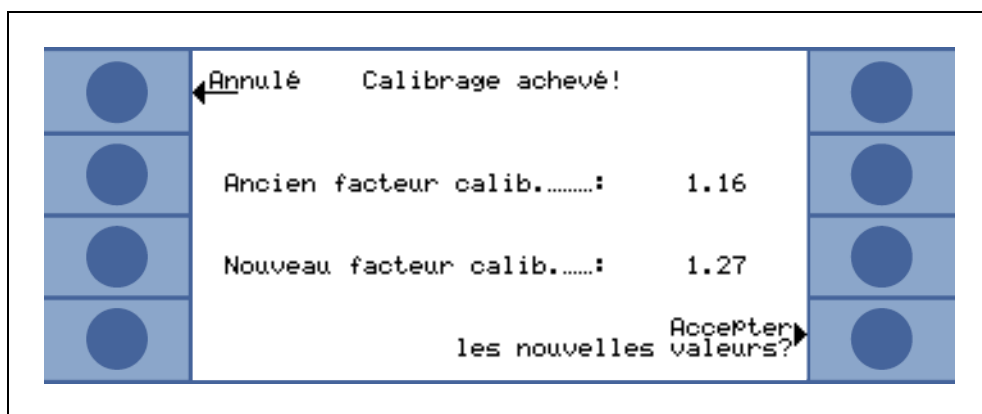 Annulé Calibrage achevé!
Ancien facteur calib.........: 1.16
Nouveau facteur calib.......: 1.27
Accepter
les nouvelles valeurs?